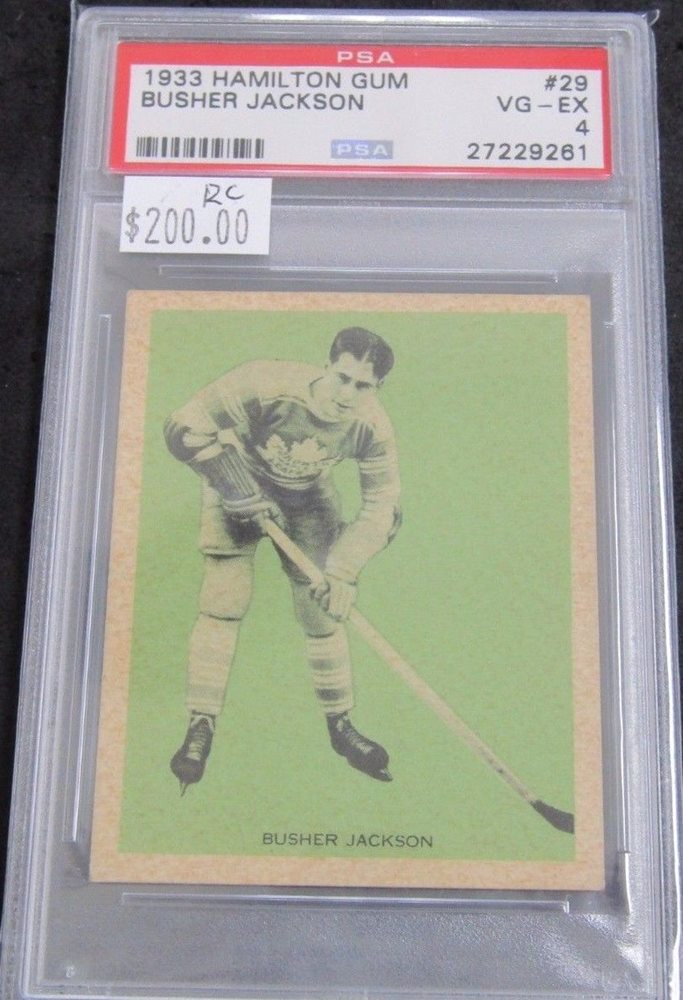 PSA
1933 HAMILTON GUM #29
BUSHER JACKSON VG - EX
4
PSA 27229261
RC
$200.00
BUSHER JACKSON